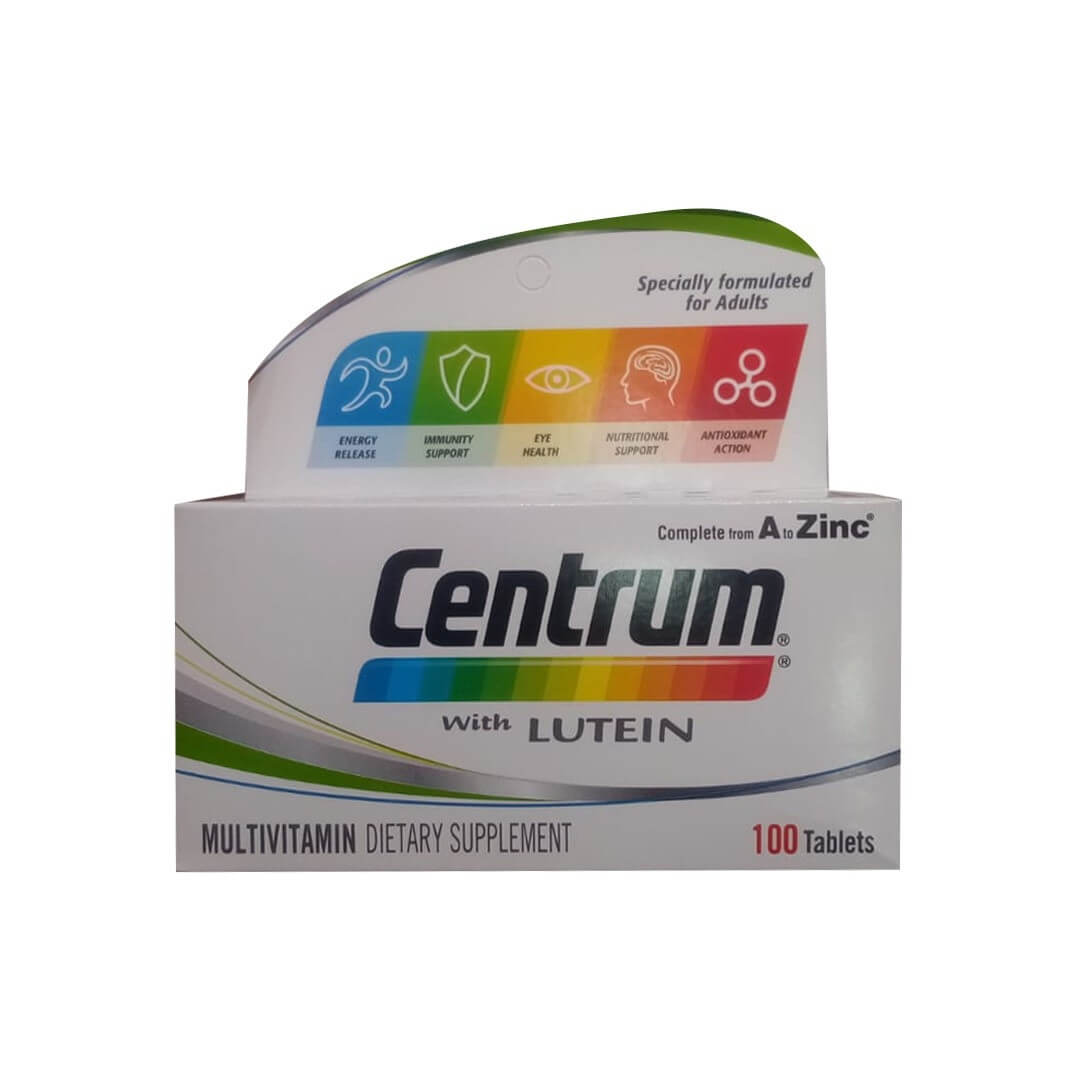 Specially formulated
for Adults
ENERGY
RELEASE
IMMUNITY
SUPPORT
EYE
HEALTH
NUTRITIONAL
SUPPORT
ANTIOXIDANT
ACTION
Complete from A to Zinc®
Centrum®
®
with LUTEIN
MULTIVITAMIN DIETARY SUPPLEMENT
100 Tablets